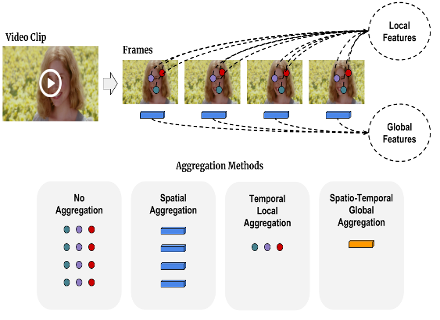 Video Clip
Frames
Local
Features
Global
Features
Aggregation Methods
No
Aggregation
Spatial
Aggregation
Temporal
Local
Aggregation
Spatio-Temporal
Global
Aggregation